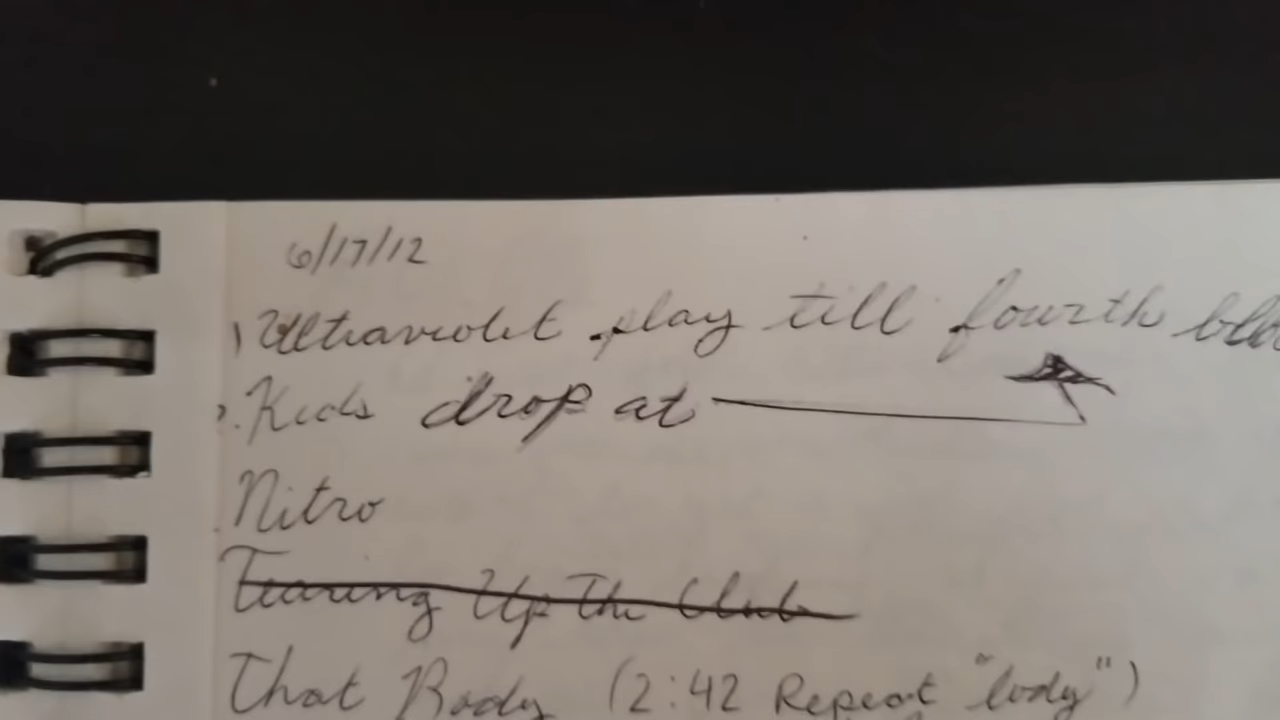 6/17/12
1) Ultraviolet play till fourth
Kids drop at
Nitro
Tearing Up The Club
That Body (2:42 Repeat "body")